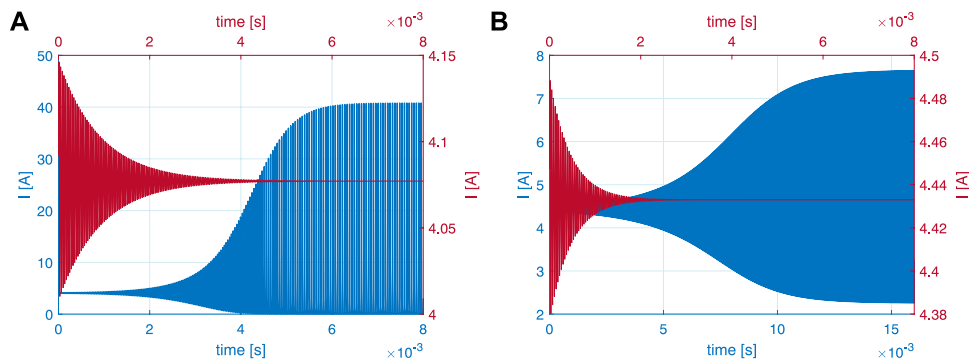 A
time [s]
×10⁻³
0 2 4 6 8
50 40 30 20 10 0
I [A]
4.15 4.1 4.05 4
I [A]
0 2 4 6 8
time [s]
×10⁻³
B
time [s]
×10⁻³
0 2 4 6 8
8 7 6 5 4 3 2
I [A]
4.5 4.48 4.46 4.44 4.43 4.42 4.4 4.38
I [A]
0 5 10 15
time [s]
×10⁻³